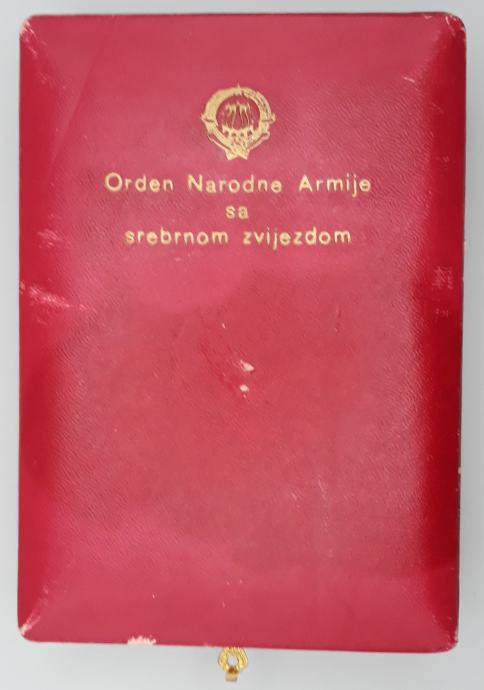 Orden Narodne Armije
sa
srebrnom zvijezdom